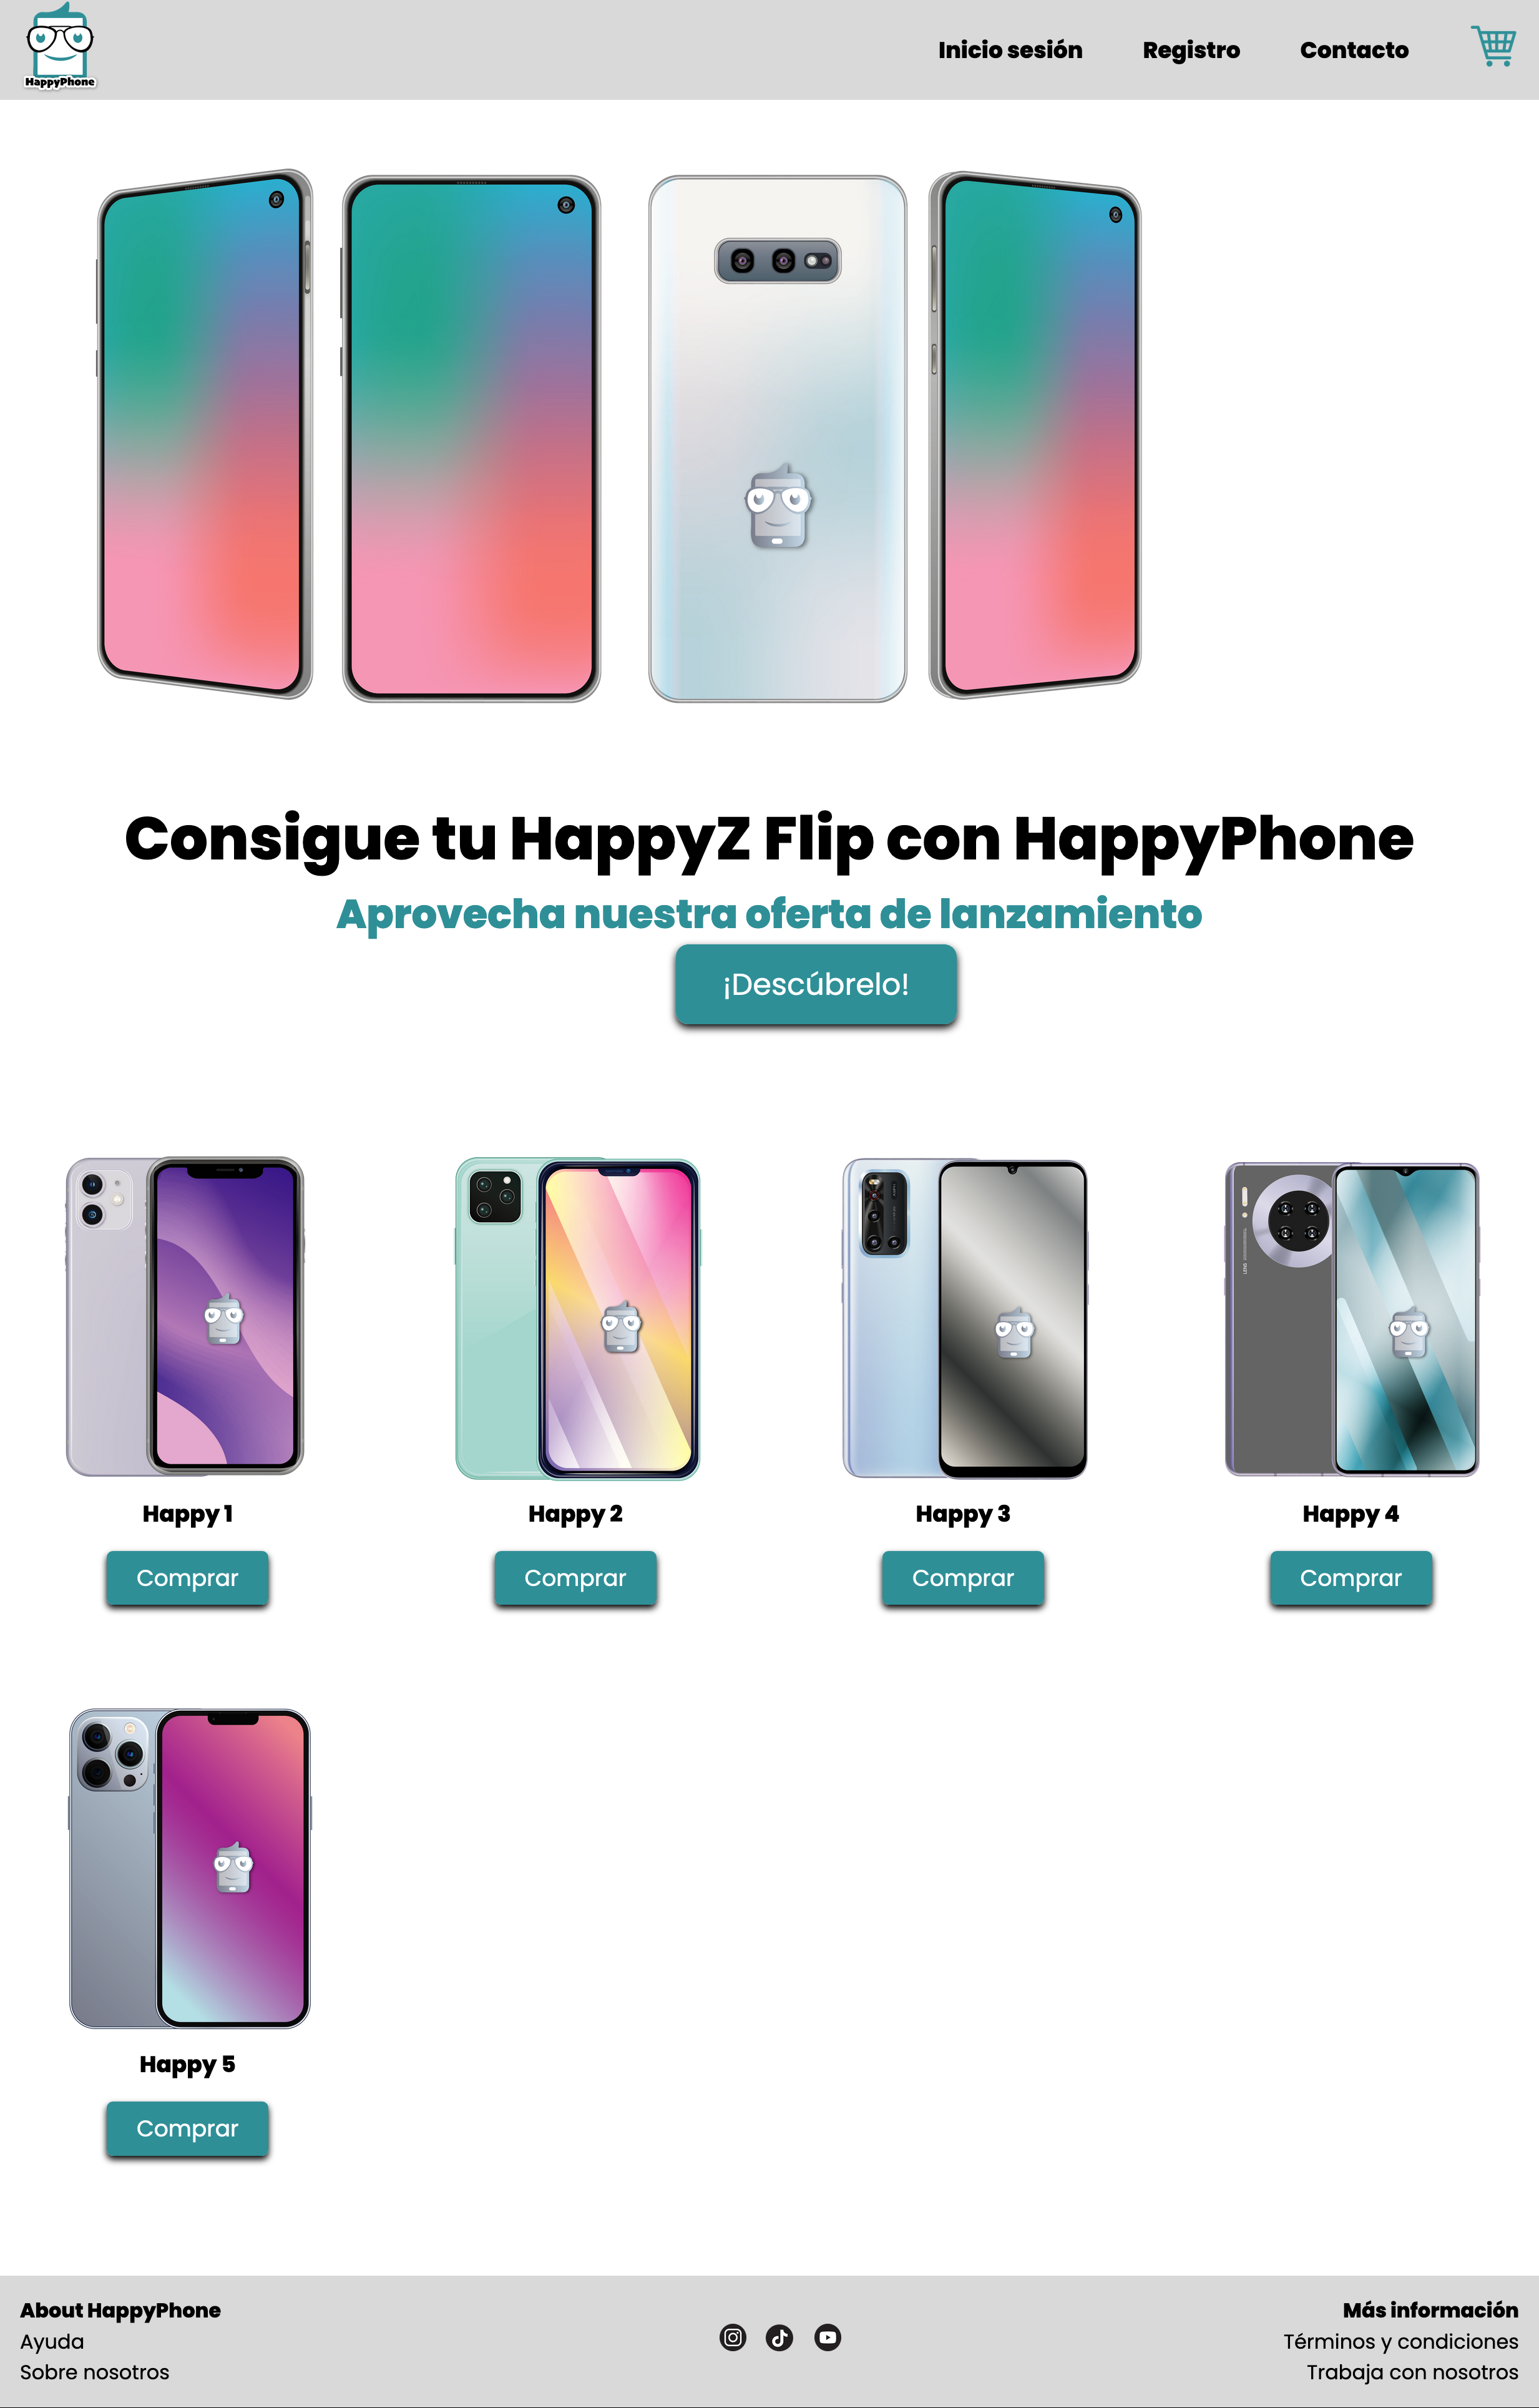 HappyPhone
Inicio sesión
Registro
Contacto
Consigue tu HappyZ Flip con HappyPhone
Aprovecha nuestra oferta de lanzamiento
¡Descúbrelo!
Happy 1
Happy 2
Happy 3
Happy 4
Comprar
Comprar
Comprar
Comprar
Happy 5
Comprar
About HappyPhone
Ayuda
Sobre nosotros
Más información
Términos y condiciones
Trabaja con nosotros